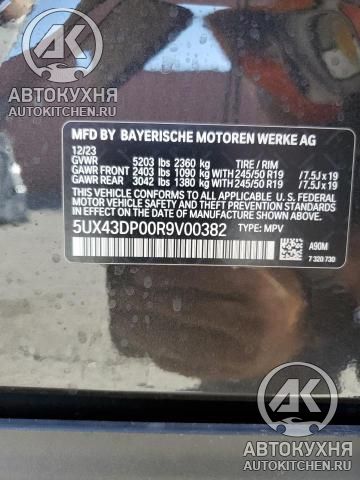 АВТОКУХНЯ
AUTOKITCHEN.RU
АВТОКУХНЯ
AUTOKITCHEN.RU
MFD BY BAYERISCHE MOTOREN WERKE AG
12/23
GVWR 5203 lbs 2360 kg TIRE / RIM
GAWR FRONT 2403 lbs 1090 kg WITH 245/50 R19 /7.5J x 19
GAWR REAR 3042 lbs 1380 kg WITH 245/50 R19 /7.5J x 19
THIS VEHICLE CONFORMS TO ALL APPLICABLE FEDERAL
MOTOR VEHICLE SAFETY, BUMPER, AND THEFT PREVENTION
STANDARDS IN EFFECT ON THE DATE OF MANUFACTURE
SHOWN ABOVE.
5UX43DP00R9V00382 TYPE: MPV
A90M
7 320 730
АВТОКУХНЯ
AUTOKITCHEN.RU